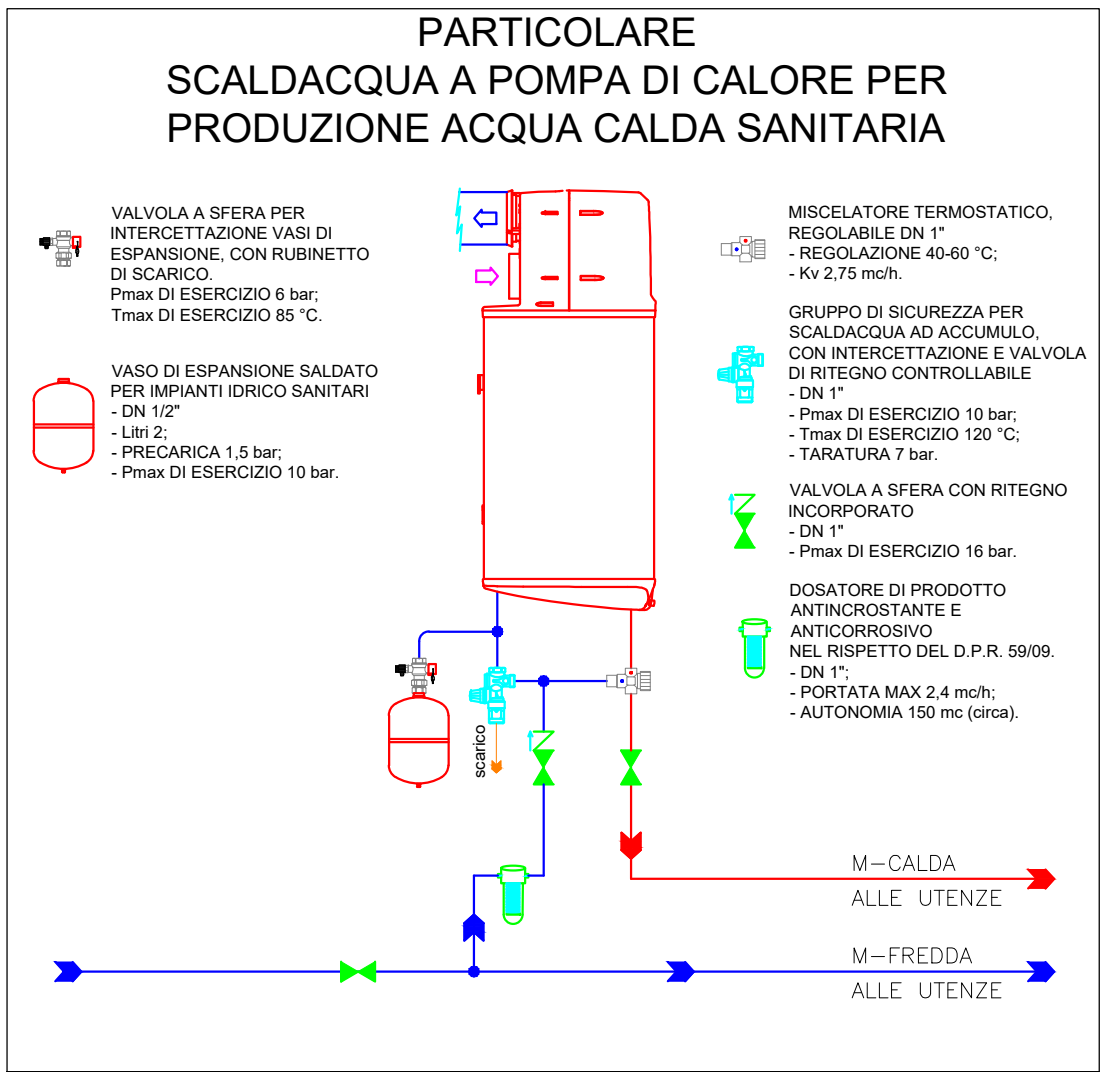 PARTICOLARE
SCALDACQUA A POMPA DI CALORE PER
PRODUZIONE ACQUA CALDA SANITARIA
VALVOLA A SFERA PER
INTERCETTAZIONE VASI DI
ESPANSIONE, CON RUBINETTO
DI SCARICO.
Pmax DI ESERCIZIO 6 bar;
Tmax DI ESERCIZIO 85 °C.
VASO DI ESPANSIONE SALDATO
PER IMPIANTI IDRICO SANITARI
- DN 1/2"
- Litri 2;
- PRECARICA 1,5 bar;
- Pmax DI ESERCIZIO 10 bar.
MISCELATORE TERMOSTATICO,
REGOLABILE DN 1"
- REGOLAZIONE 40-60 °C;
- Kv 2,75 mc/h.
GRUPPO DI SICUREZZA PER
SCALDACQUA AD ACCUMULO,
CON INTERCETTAZIONE E VALVOLA
DI RITEGNO CONTROLLABILE
- DN 1"
- Pmax DI ESERCIZIO 10 bar;
- Tmax DI ESERCIZIO 120 °C;
- TARATURA 7 bar.
VALVOLA A SFERA CON RITEGNO
INCORPORATO
- DN 1"
- Pmax DI ESERCIZIO 16 bar.
DOSATORE DI PRODOTTO
ANTINCROSTANTE E
ANTICORROSIVO
NEL RISPETTO DEL D.P.R. 59/09.
- DN 1";
- PORTATA MAX 2,4 mc/h;
- AUTONOMIA 150 mc (circa).
scarico
M-CALDA
ALLE UTENZE
M-FREDDA
ALLE UTENZE